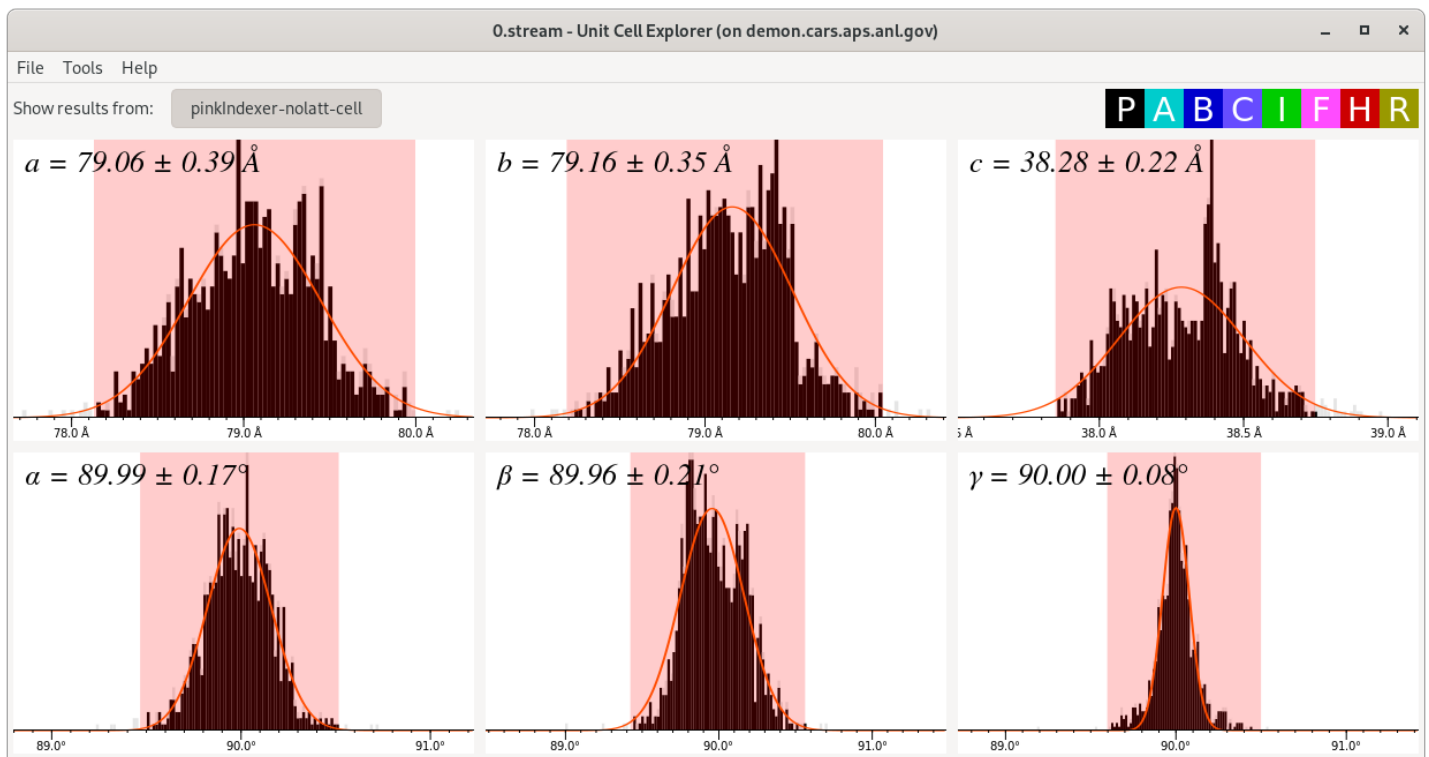 0.stream - Unit Cell Explorer (on demon.cars.aps.anl.gov)
File Tools Help
Show results from: pinkIndexer-nolatt-cell P A B C I F H R
a = 79.06 ± 0.39 Å b = 79.16 ± 0.35 Å c = 38.28 ± 0.22 Å
78.0 Å 79.0 Å 80.0 Å 78.0 Å 79.0 Å 80.0 Å 5 Å 38.0 Å 38.5 Å 39.0 Å
α = 89.99 ± 0.17° β = 89.96 ± 0.21° γ = 90.00 ± 0.08°
89.0° 90.0° 91.0° 89.0° 90.0° 91.0° 89.0° 90.0° 91.0°